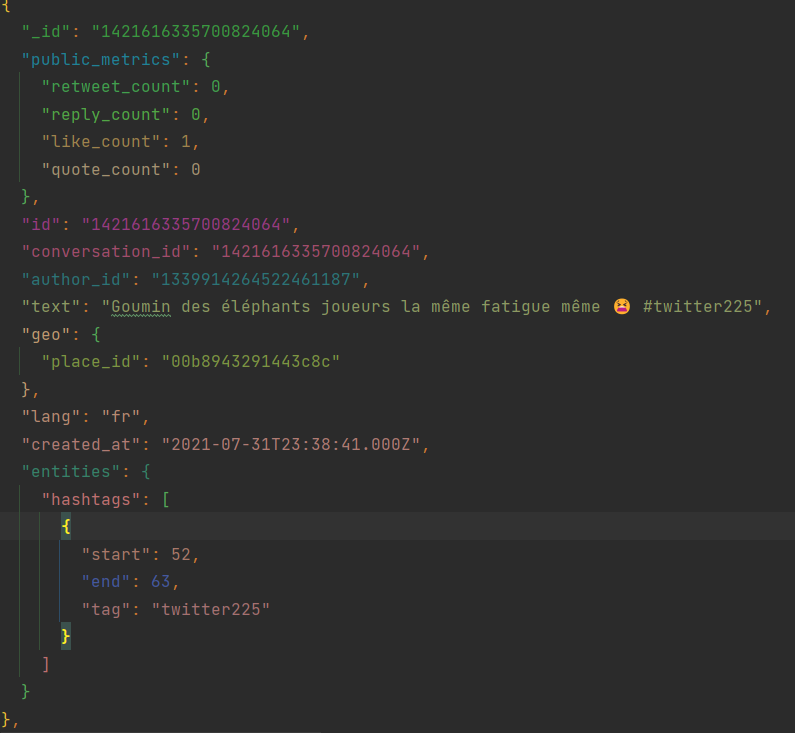 {
  "_id": "1421616335700824064",
  "public_metrics": {
    "retweet_count": 0,
    "reply_count": 0,
    "like_count": 1,
    "quote_count": 0
  },
  "id": "1421616335700824064",
  "conversation_id": "1421616335700824064",
  "author_id": "1339914264522461187",
  "text": "Goumin des éléphants joueurs la même fatigue même 😫 #twitter225",
  "geo": {
    "place_id": "00b8943291443c8c"
  },
  "lang": "fr",
  "created_at": "2021-07-31T23:38:41.000Z",
  "entities": {
    "hashtags": [
      {
        "start": 52,
        "end": 63,
        "tag": "twitter225"
      }
    ]
  }
},